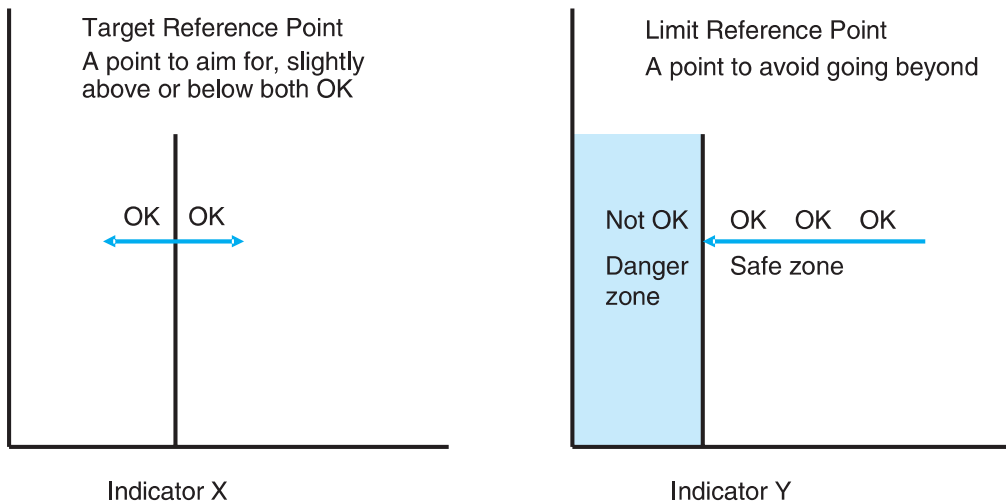 Target Reference Point
A point to aim for, slightly
above or below both OK
OK OK
Indicator X
Limit Reference Point
A point to avoid going beyond
Not OK OK OK OK
Danger Safe zone
zone
Indicator Y